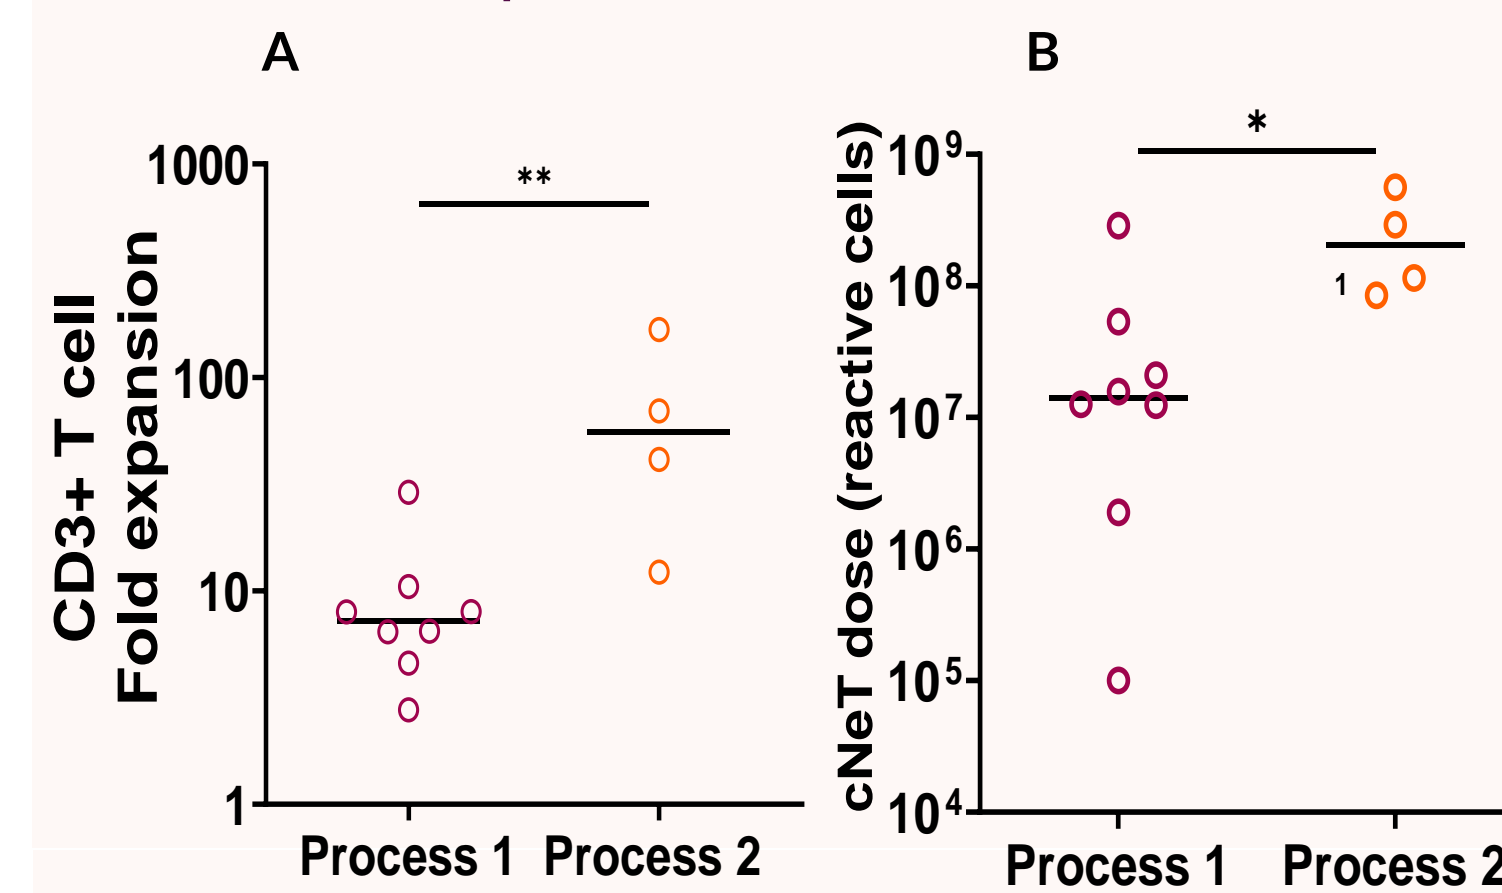 A
CD3+ T cell
Fold expansion
1000
100
10
1
**
Process 1
Process 2
B
cNeT dose (reactive cells)
10⁹
10⁸
10⁷
10⁶
10⁵
10⁴
*
1
Process 1
Process 2